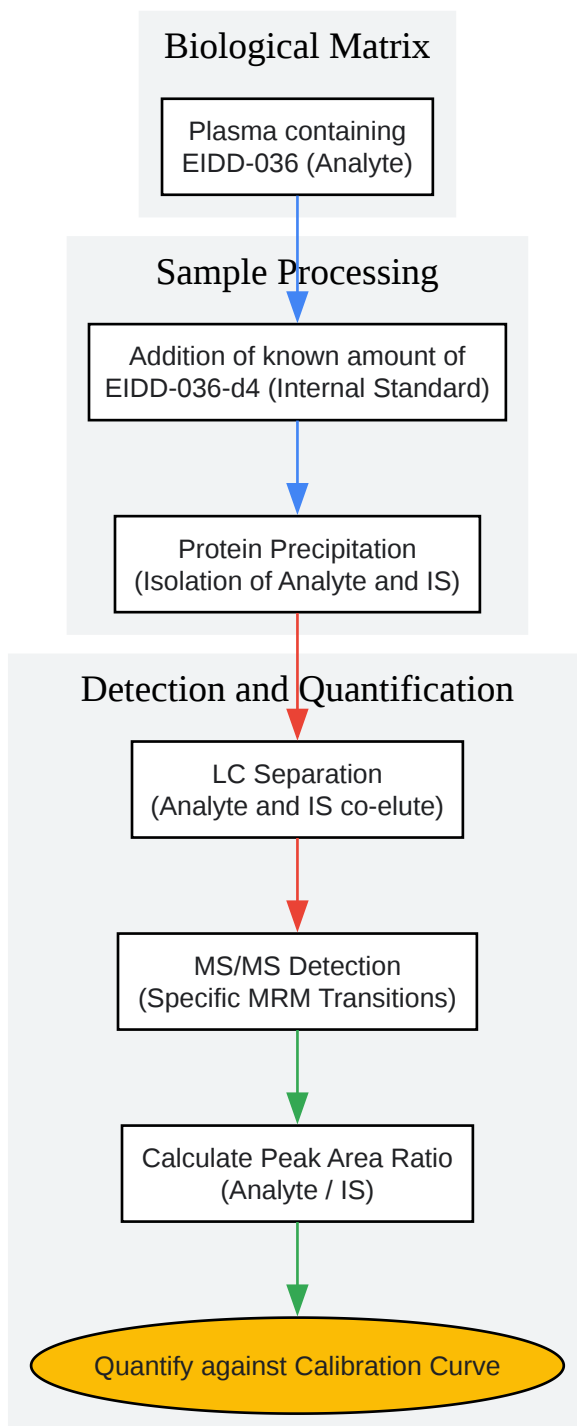 Biological Matrix
Plasma containing
EIDD-036 (Analyte)
Sample Processing
Addition of known amount of
EIDD-036-d4 (Internal Standard)
Protein Precipitation
(Isolation of Analyte and IS)
Detection and Quantification
LC Separation
(Analyte and IS co-elute)
MS/MS Detection
(Specific MRM Transitions)
Calculate Peak Area Ratio
(Analyte / IS)
Quantify against Calibration Curve